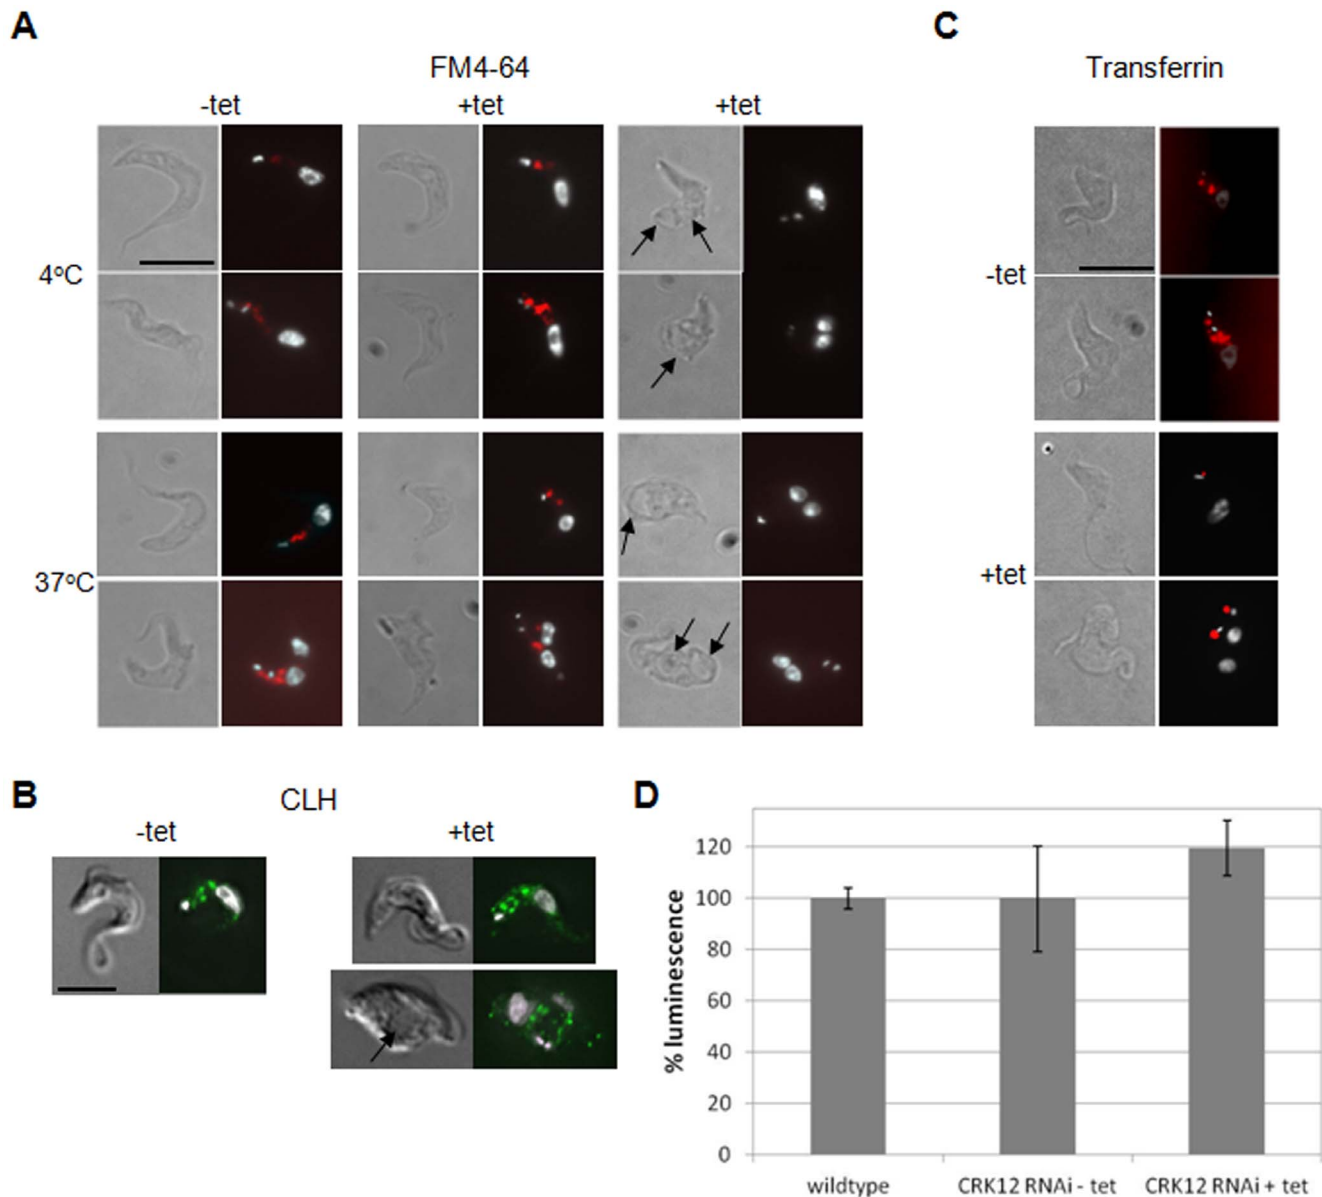 A
FM4-64
-tet
+tet
+tet
4°C
37°C
C
Transferrin
-tet
+tet
B
CLH
-tet
+tet
D
% luminescence
120
100
80
60
40
20
0
wildtype
CRK12 RNAi - tet
CRK12 RNAi + tet